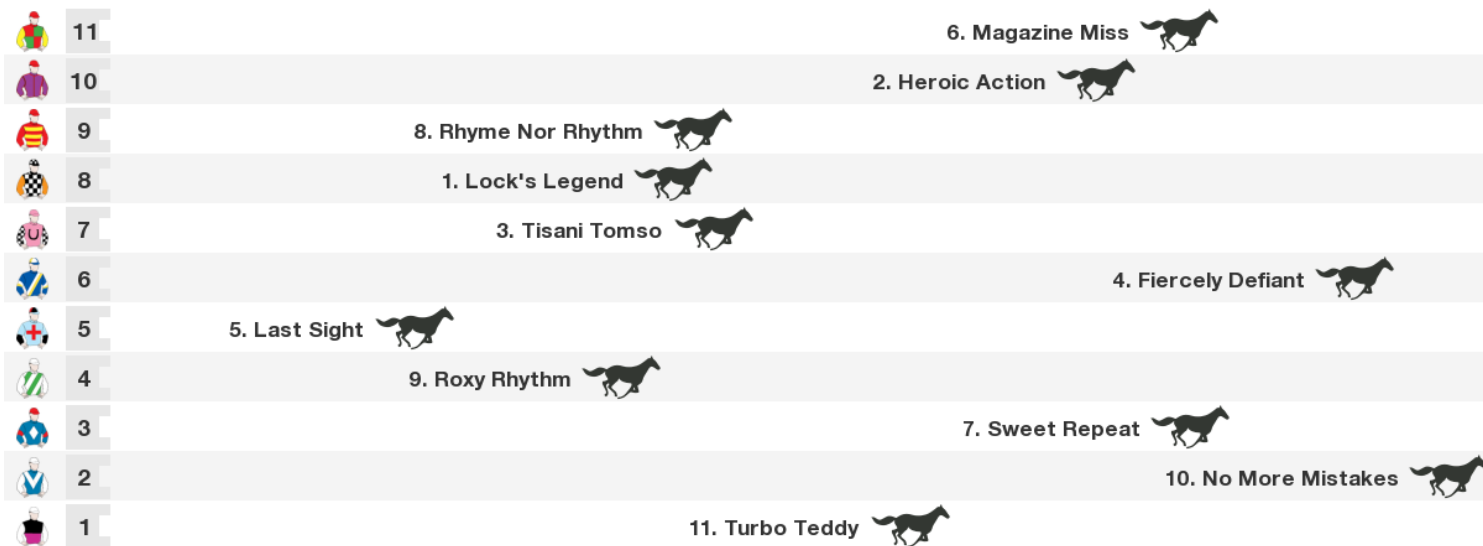 11 6. Magazine Miss
10 2. Heroic Action
9 8. Rhyme Nor Rhythm
8 1. Lock's Legend
7 3. Tisani Tomso
6 4. Fiercely Defiant
5 5. Last Sight
4 9. Roxy Rhythm
3 7. Sweet Repeat
2 10. No More Mistakes
1 11. Turbo Teddy